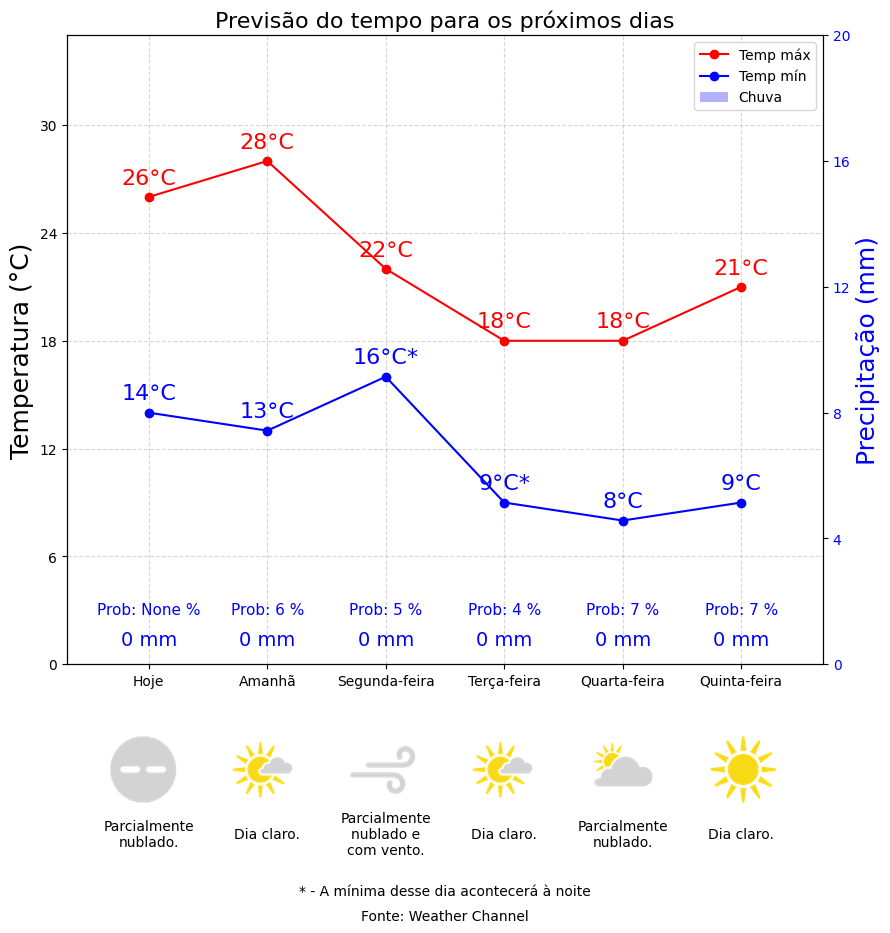 Previsão do tempo para os próximos dias
Temp máx
Temp mín
Chuva
Temperatura (°C)
30
24
18
12
6
0
Precipitação (mm)
20
16
12
8
4
0
26°C
28°C
22°C
18°C
18°C
21°C
14°C
13°C
16°C*
9°C*
8°C
9°C
Prob: None %
Prob: 6 %
Prob: 5 %
Prob: 4 %
Prob: 7 %
Prob: 7 %
0 mm
0 mm
0 mm
0 mm
0 mm
0 mm
Hoje
Amanhã
Segunda-feira
Terça-feira
Quarta-feira
Quinta-feira
Parcialmente
nublado.
Dia claro.
Parcialmente
nublado e
com vento.
Dia claro.
Parcialmente
nublado.
Dia claro.
* - A mínima desse dia acontecerá à noite
Fonte: Weather Channel